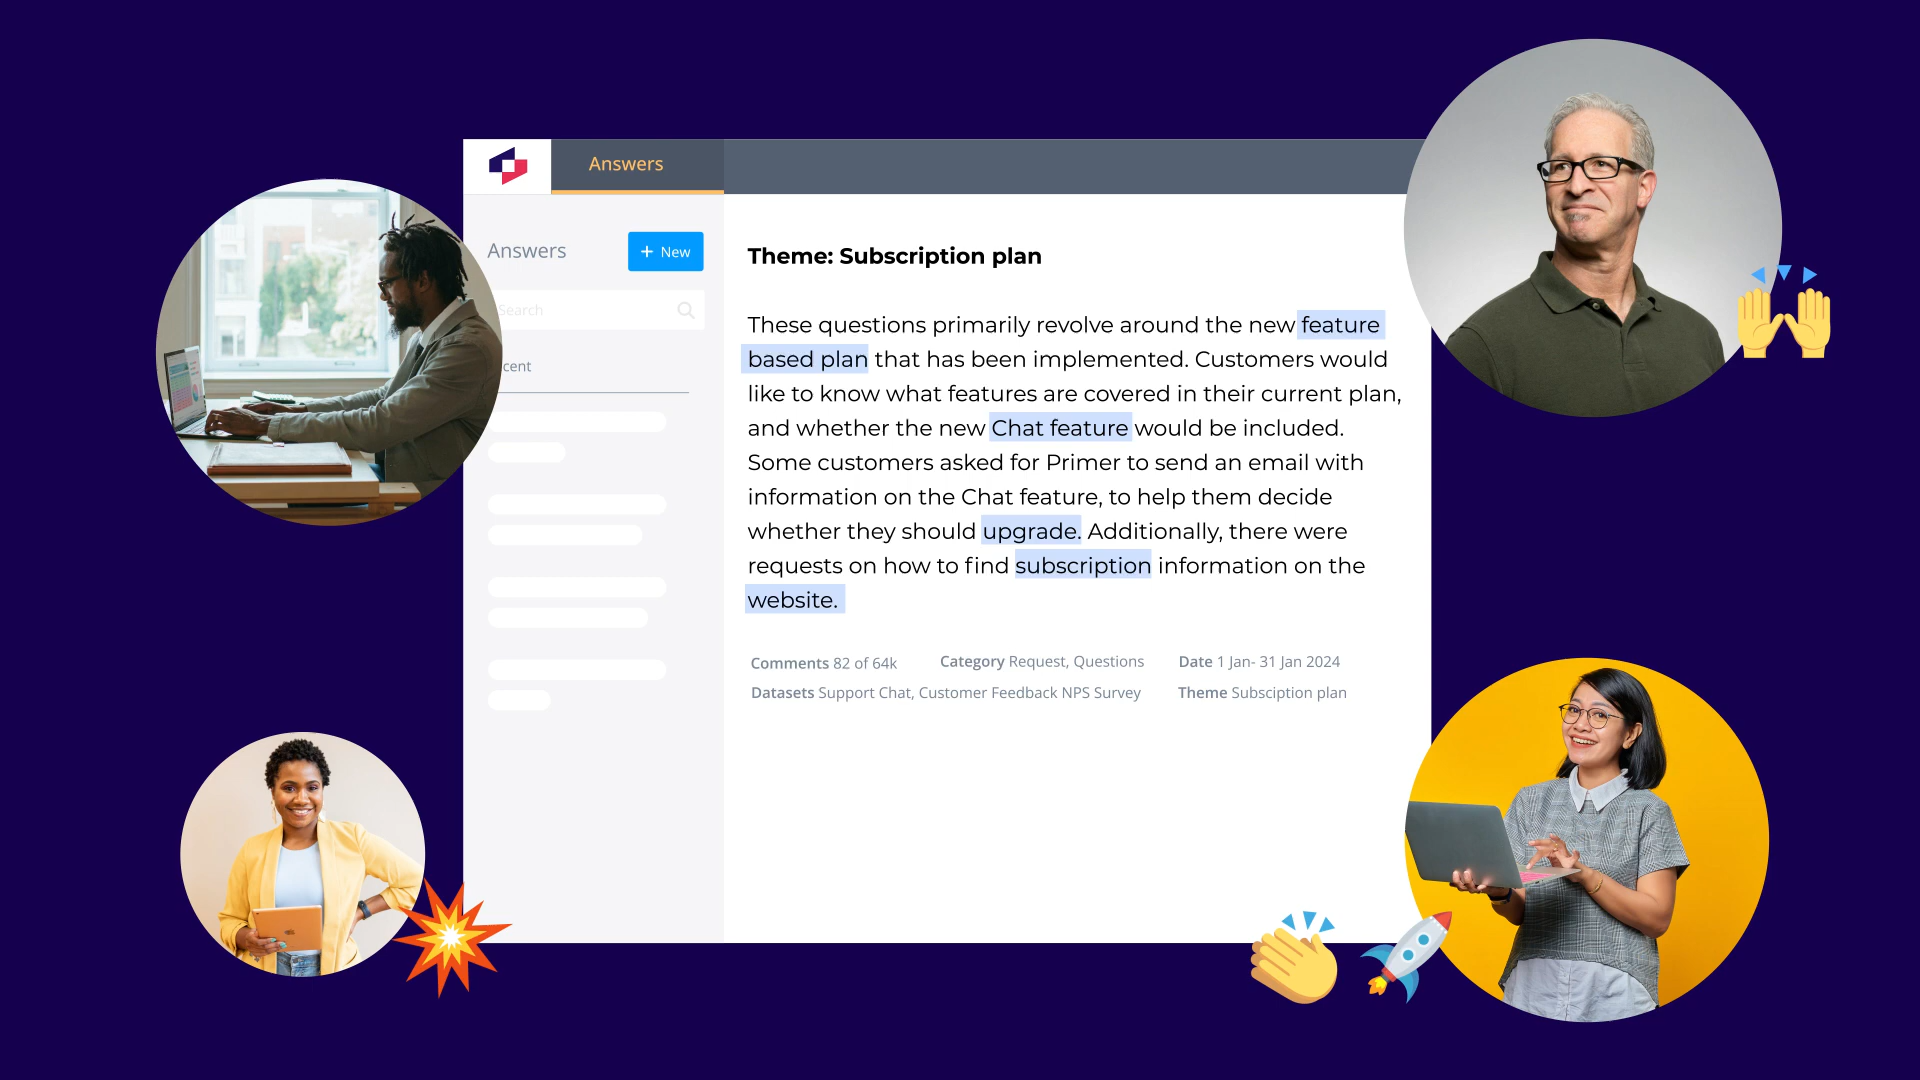 Answers
Answers
+ New
Search
cent
Theme: Subscription plan
These questions primarily revolve around the new feature
based plan that has been implemented. Customers would
like to know what features are covered in their current plan,
and whether the new Chat feature would be included.
Some customers asked for Primer to send an email with
information on the Chat feature, to help them decide
whether they should upgrade. Additionally, there were
requests on how to find subscription information on the
website.
Comments 82 of 64k Category Request, Questions Date 1 Jan- 31 Jan 2024
Datasets Support Chat, Customer Feedback NPS Survey Theme Subsciption plan